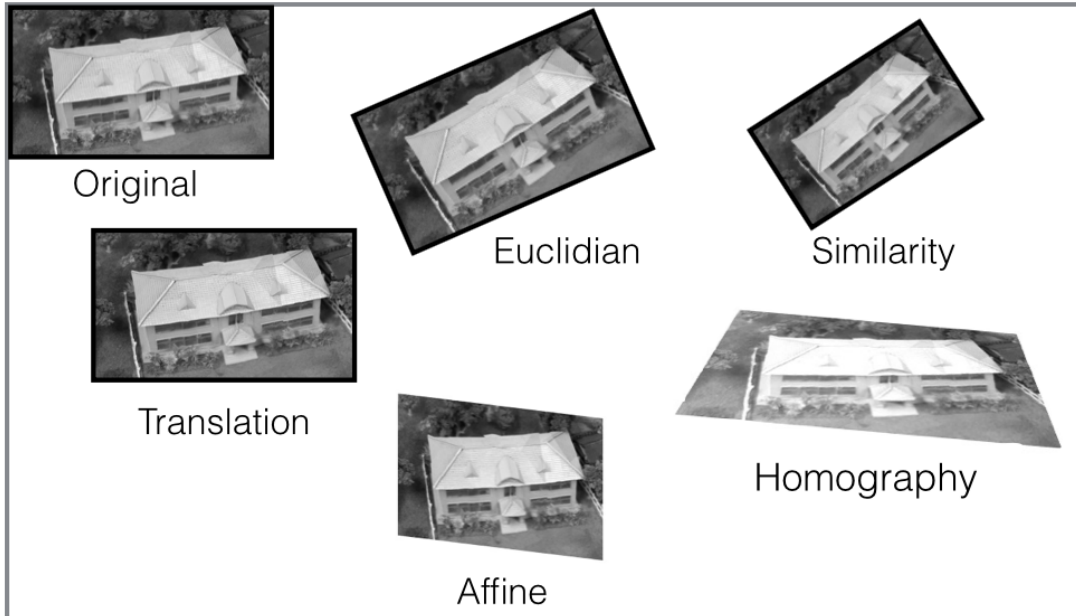 Original
Euclidian
Similarity
Translation
Homography
Affine